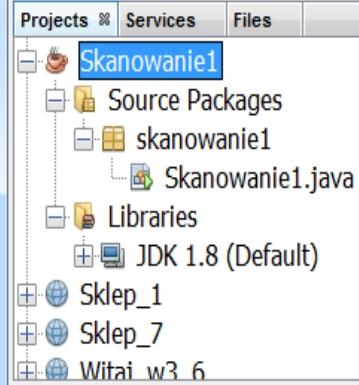 Projects Services Files
Skanowanie1
Source Packages
skanowanie1
Skanowanie1.java
Libraries
JDK 1.8 (Default)
Sklep_1
Sklep_7
Witaj_w3_6